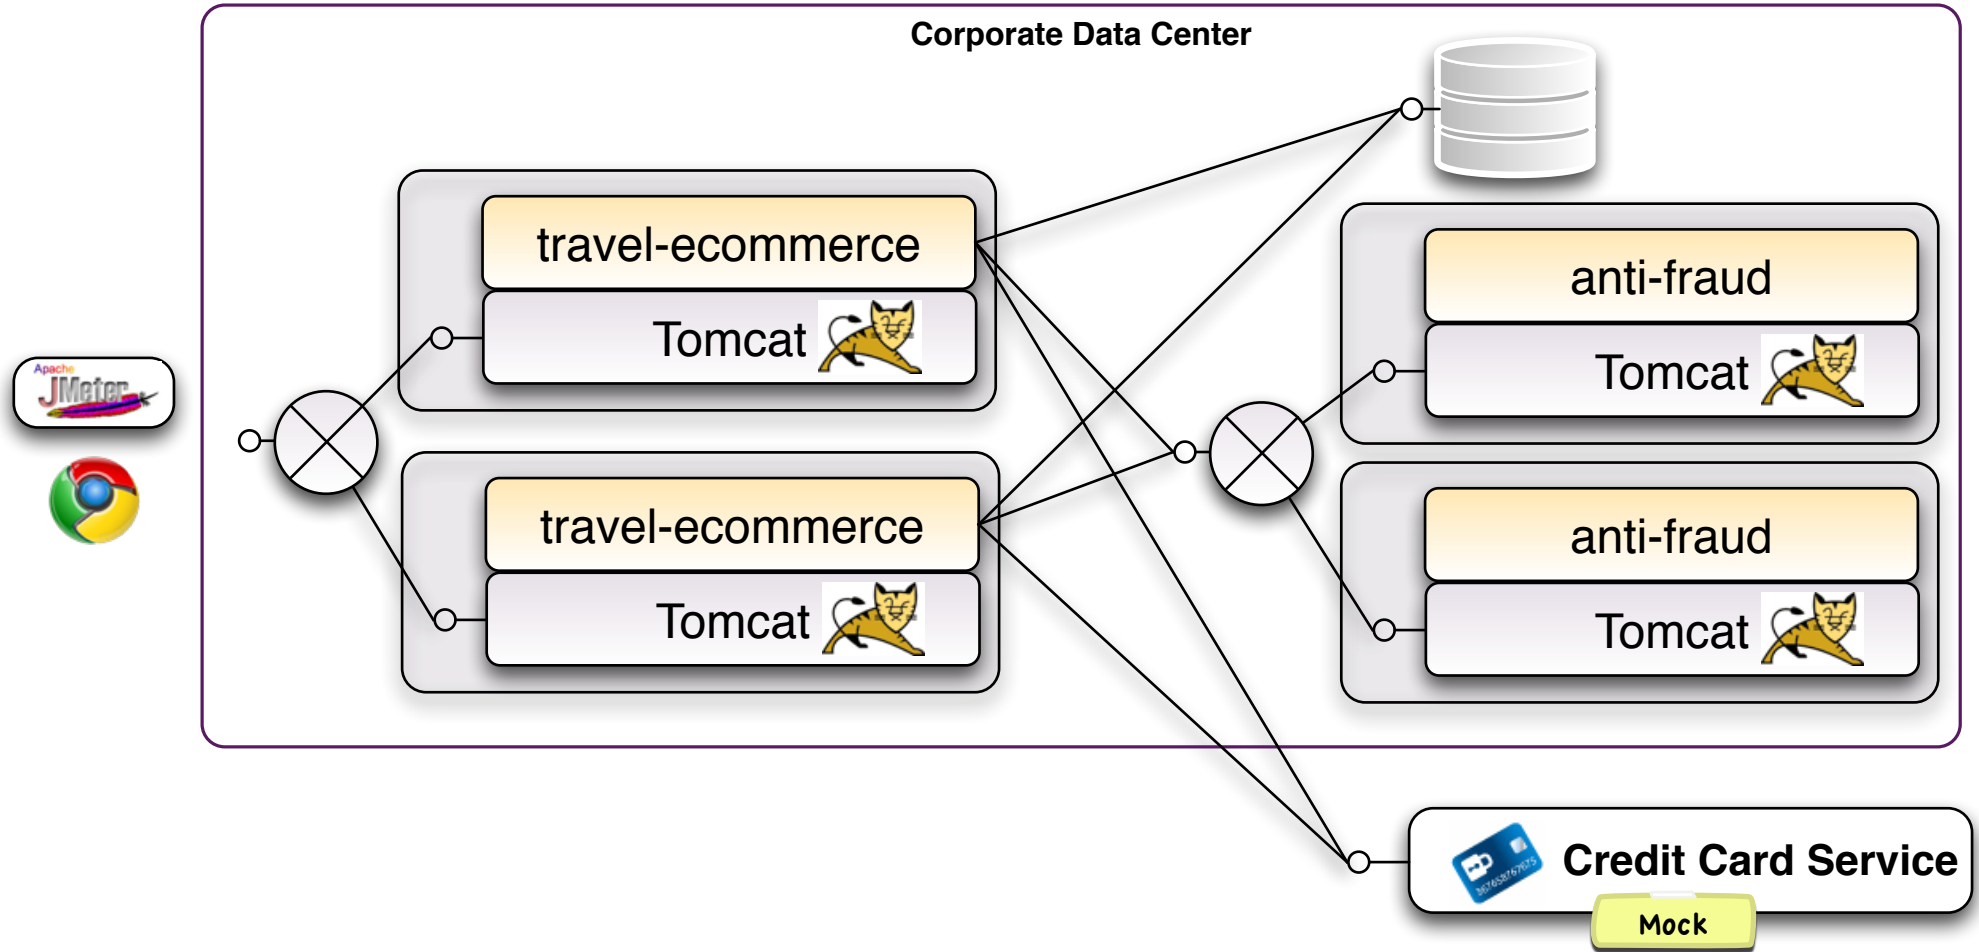 Corporate Data Center
travel-ecommerce
Tomcat
travel-ecommerce
Tomcat
Apache
JMeter
anti-fraud
Tomcat
anti-fraud
Tomcat
Credit Card Service
Mock